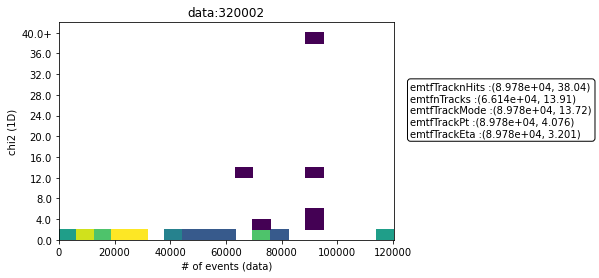 data:320002
40.0+
36.0
32.0
28.0
24.0
20.0
16.0
12.0
8.0
4.0
0.0
chi2 (1D)
0 20000 40000 60000 80000 100000 120000
# of events (data)
emtfTracknHits :(8.978e+04, 38.04)
emtfnTracks :(6.614e+04, 13.91)
emtfTrackMode :(8.978e+04, 13.72)
emtfTrackPt :(8.978e+04, 4.076)
emtfTrackEta :(8.978e+04, 3.201)